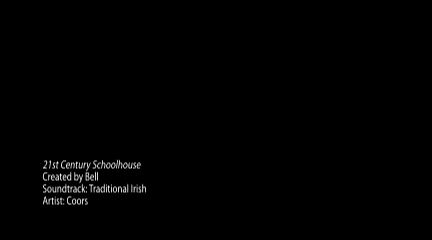 21st Century Schoolhouse
Created by Bell
Soundtrack: Traditional Irish
Artist: Coors